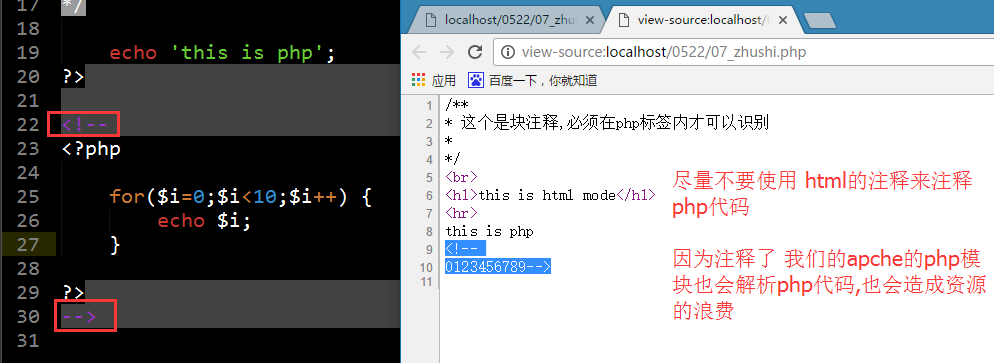 17 */
18
19 echo 'this is php';
20 ?>
21
22 <!--
23 <?php
24
25 for($i=0;$i<10;$i++) {
26 echo $i;
27 }
28
29 ?>
30 -->
31
localhost/0522/07_zhus
view-source:localhost/
view-source:localhost/0522/07_zhushi.php
应用 百度一下，你就知道
1 /**
2 * 这个是块注释,必须在php标签内才可以识别
3 *
4 */
5 <br>
6 <h1>this is html mode</h1>
7 <hr>
8 this is php
9 <!--
10 0123456789-->
11
尽量不要使用 html的注释来注释
php代码
因为注释了 我们的apche的php模
块也会解析php代码,也会造成资源
的浪费